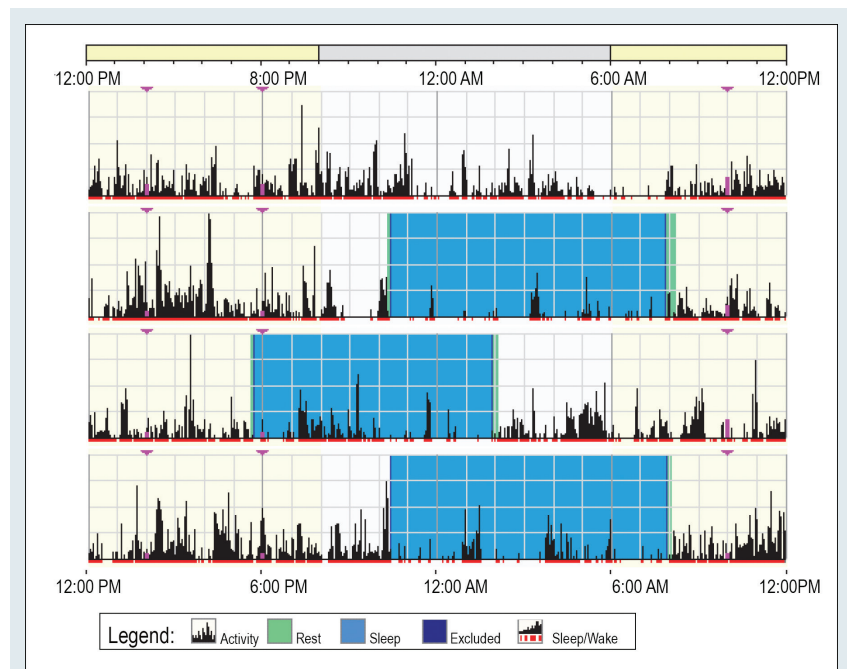 12:00 PM 8:00 PM 12:00 AM 6:00 AM 12:00PM
12:00 PM 6:00 PM 12:00 AM 6:00 AM 12:00PM
Legend: Activity Rest Sleep Excluded Sleep/Wake